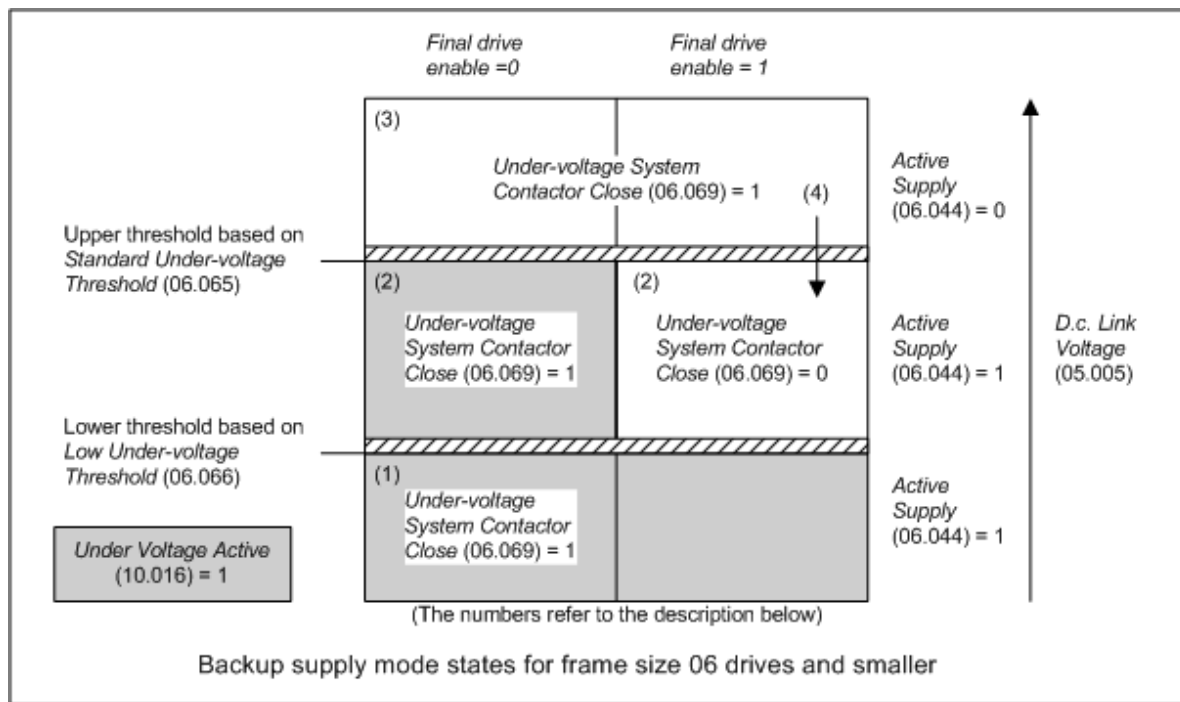 Final drive
enable =0
Final drive
enable = 1
(3)
Under-voltage System
Contactor Close (06.069) = 1
(4)
Active
Supply
(06.044) = 0
Upper threshold based on
Standard Under-voltage
Threshold (06.065)
(2)
Under-voltage
System Contactor
Close (06.069) = 1
(2)
Under-voltage
System Contactor
Close (06.069) = 0
Active
Supply
(06.044) = 1
D.c. Link
Voltage
(05.005)
Lower threshold based on
Low Under-voltage
Threshold (06.066)
(1)
Under-voltage
System Contactor
Close (06.069) = 1
Active
Supply
(06.044) = 1
Under Voltage Active
(10.016) = 1
(The numbers refer to the description below)
Backup supply mode states for frame size 06 drives and smaller